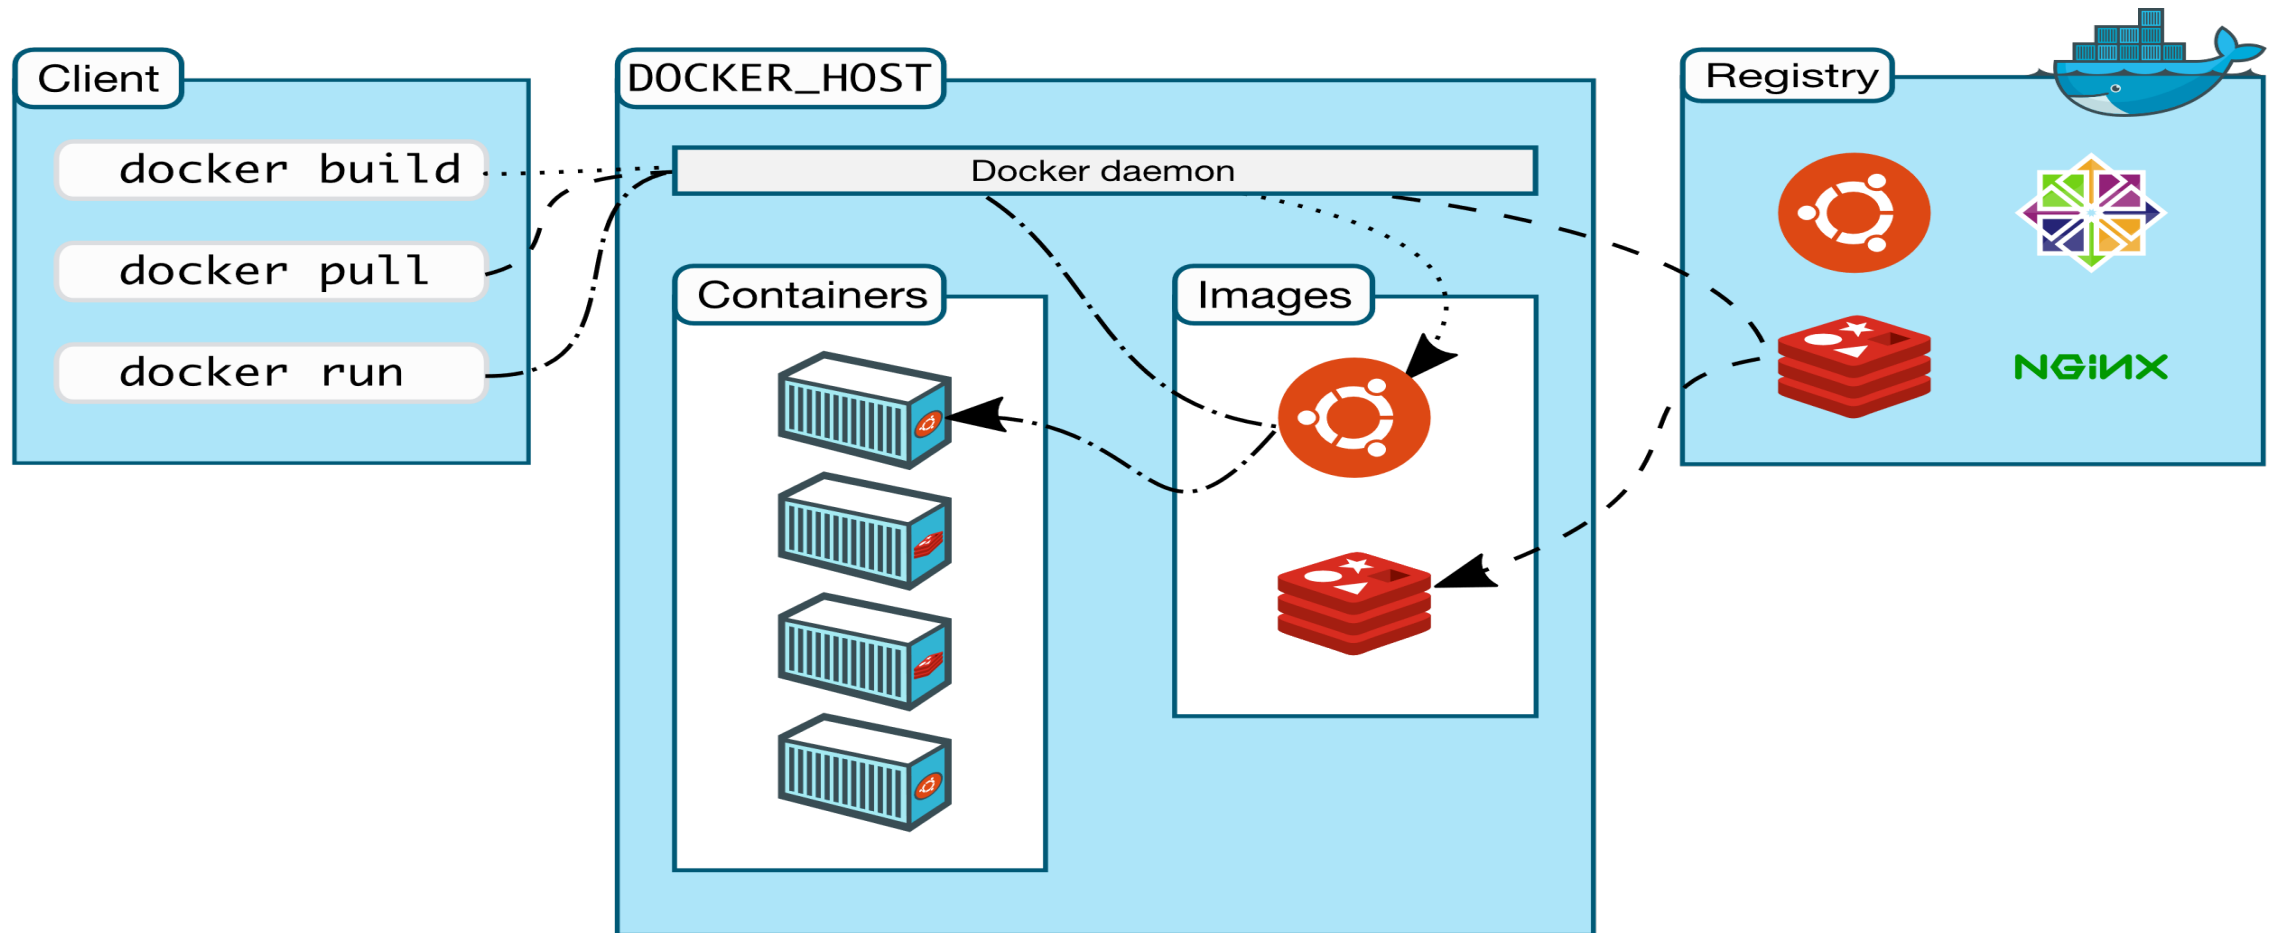 Client
docker build
docker pull
docker run
DOCKER_HOST
Docker daemon
Containers
Images
Registry
NGiNX